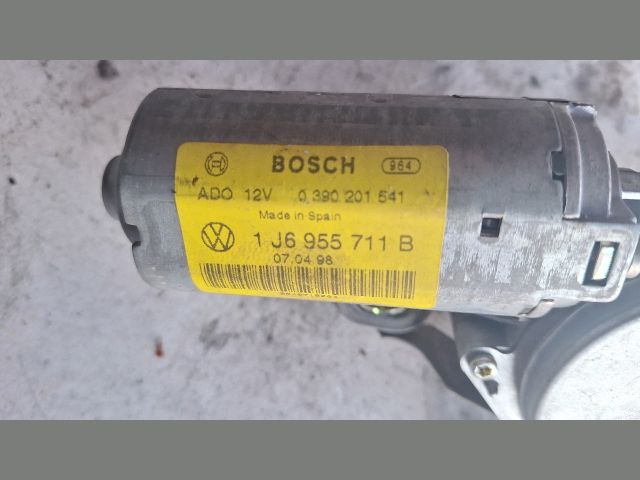 BOSCH 964
ADO 12V 0 390 201 541
Made in Spain
1 J6 955 711 B
07.04.98